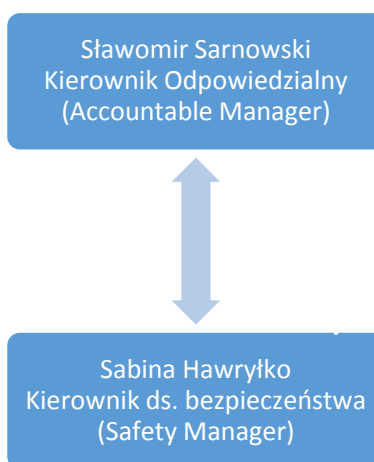 Sławomir Sarnowski
Kierownik Odpowiedzialny
(Accountable Manager)
Sabina Hawryłko
Kierownik ds. bezpieczeństwa
(Safety Manager)